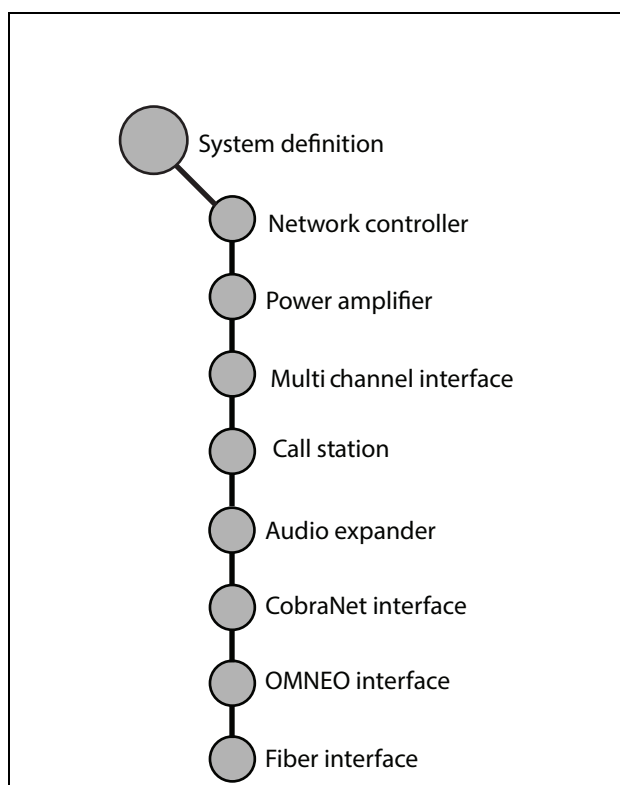 System definition
Network controller
Power amplifier
Multi channel interface
Call station
Audio expander
CobraNet interface
OMNEO interface
Fiber interface